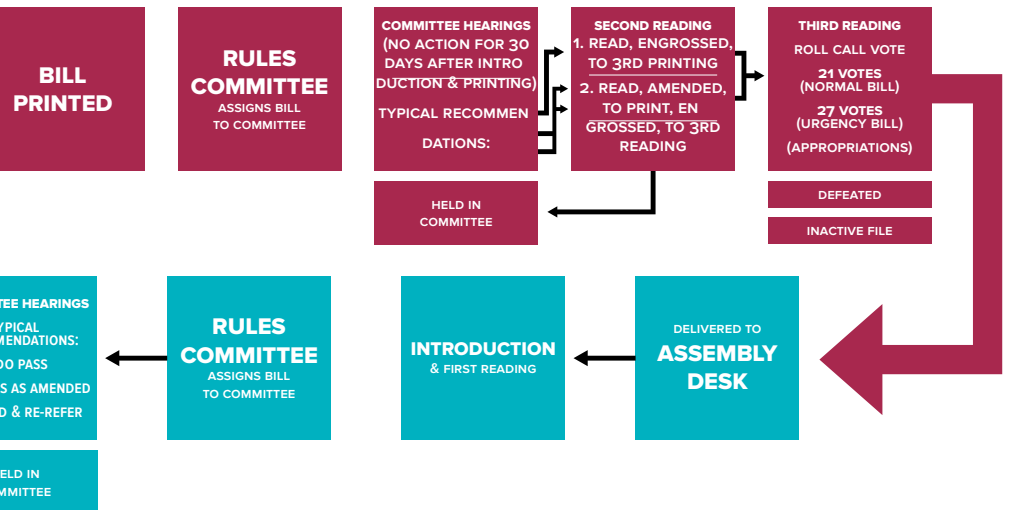 BILL
PRINTED
RULES
COMMITTEE
ASSIGNS BILL
TO COMMITTEE
COMMITTEE HEARINGS
(NO ACTION FOR 30
DAYS AFTER INTRO
DUCTION & PRINTING)
TYPICAL RECOMMEN
DATIONS:
SECOND READING
1. READ, ENGROSSED,
TO 3RD PRINTING
2. READ, AMENDED,
TO PRINT, EN
GROSSED, TO 3RD
READING
THIRD READING
ROLL CALL VOTE
21 VOTES
(NORMAL BILL)
27 VOTES
(URGENCY BILL)
(APPROPRIATIONS)
HELD IN
COMMITTEE
DEFEATED
INACTIVE FILE
TEE HEARINGS
YPICAL
MENDATIONS:
DO PASS
S AS AMENDED
D & RE-REFER
RULES
COMMITTEE
ASSIGNS BILL
TO COMMITTEE
INTRODUCTION
& FIRST READING
DELIVERED TO
ASSEMBLY
DESK
ELD IN
MMITTEE